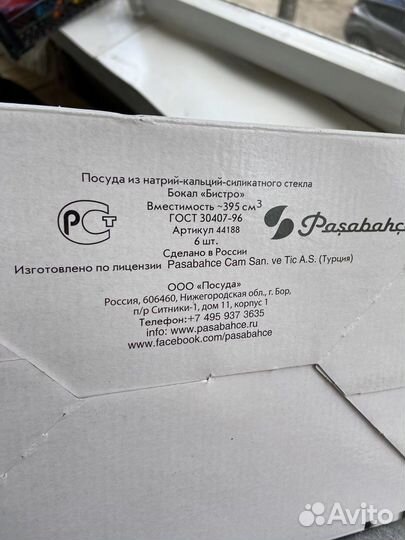 Посуда из натрий-кальций-силикатного стекла
Бокал «Бистро»
Вместимость ~395 см3
ГОСТ 30407-96
Артикул 44188
6 шт.
Сделано в России
Изготовлено по лицензии Pasabahce Cam San. ve Tic A.S. (Турция)
РСТ
Paşabahçe
ООО «Посуда»
Россия, 606460, Нижегородская обл., г. Бор,
п/р Ситники-1, дом 11, корпус 1
Телефон:+7 495 937 3635
info: www.pasabahce.ru
www.facebook.com/pasabahce
Avito